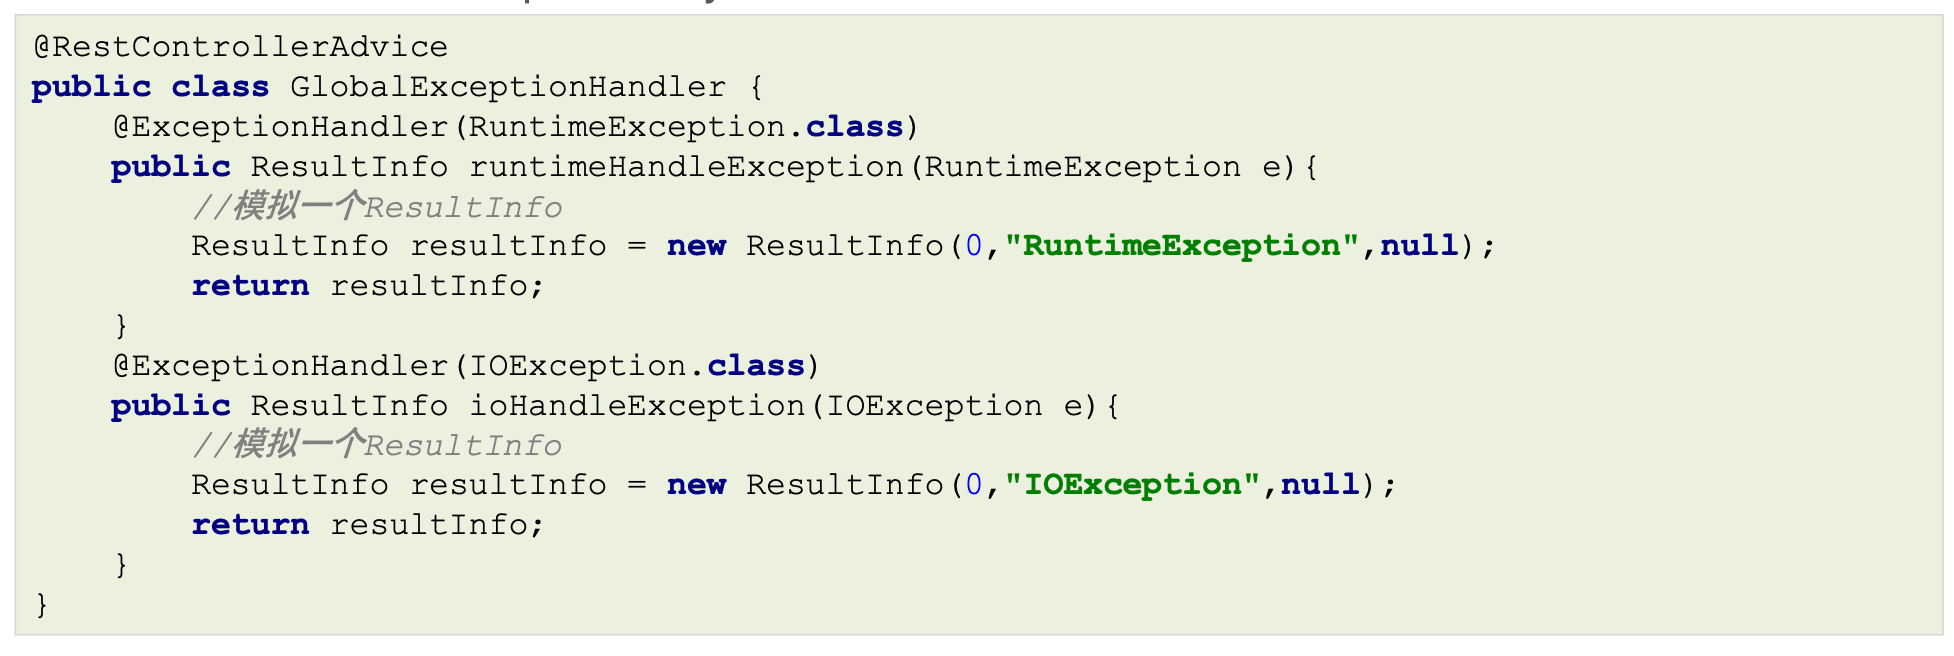 @RestControllerAdvice
public class GlobalExceptionHandler {
    @ExceptionHandler(RuntimeException.class)
    public ResultInfo runtimeHandleException(RuntimeException e){
        //模拟一个ResultInfo
        ResultInfo resultInfo = new ResultInfo(0,"RuntimeException",null);
        return resultInfo;
    }
    @ExceptionHandler(IOException.class)
    public ResultInfo ioHandleException(IOException e){
        //模拟一个ResultInfo
        ResultInfo resultInfo = new ResultInfo(0,"IOException",null);
        return resultInfo;
    }
}